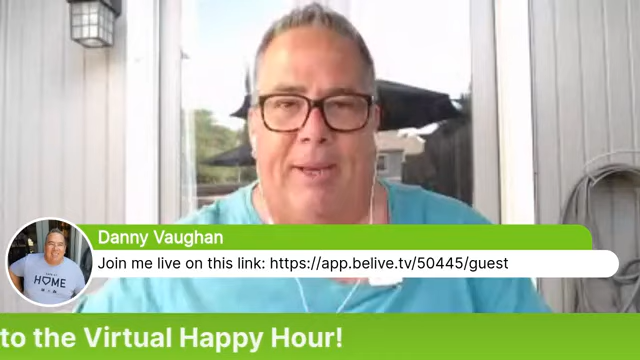 Danny Vaughan
Join me live on this link: https://app.belive.tv/50445/guest
HOME
to the Virtual Happy Hour!